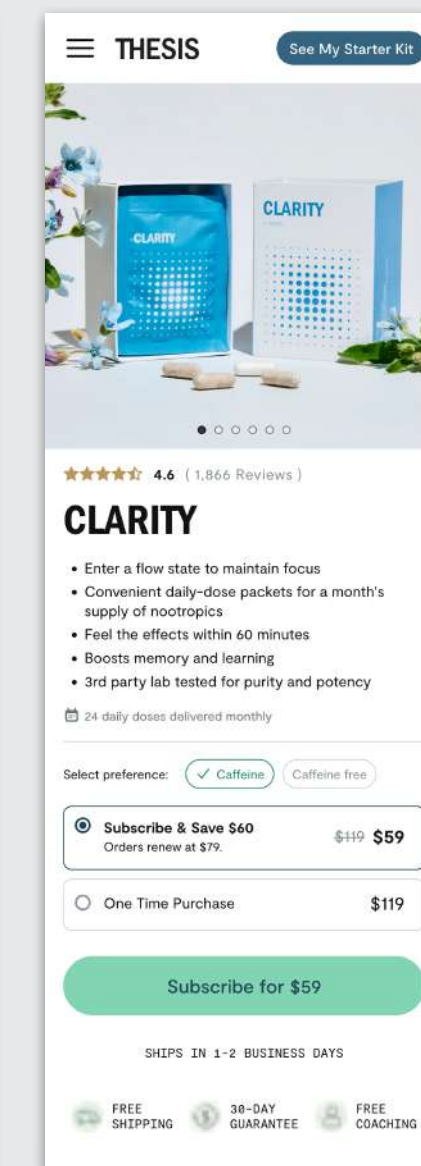 THESIS
See My Starter Kit
CLARITY
CLARITY
★★★★⯪ 4.6 ( 1,866 Reviews )
CLARITY
• Enter a flow state to maintain focus
• Convenient daily-dose packets for a month's
supply of nootropics
• Feel the effects within 60 minutes
• Boosts memory and learning
• 3rd party lab tested for purity and potency
24 daily doses delivered monthly
Select preference: ✓ Caffeine Caffeine free
Subscribe & Save $60 $119 $59
Orders renew at $79.
One Time Purchase $119
Subscribe for $59
SHIPS IN 1-2 BUSINESS DAYS
FREE
SHIPPING
30-DAY
GUARANTEE
FREE
COACHING